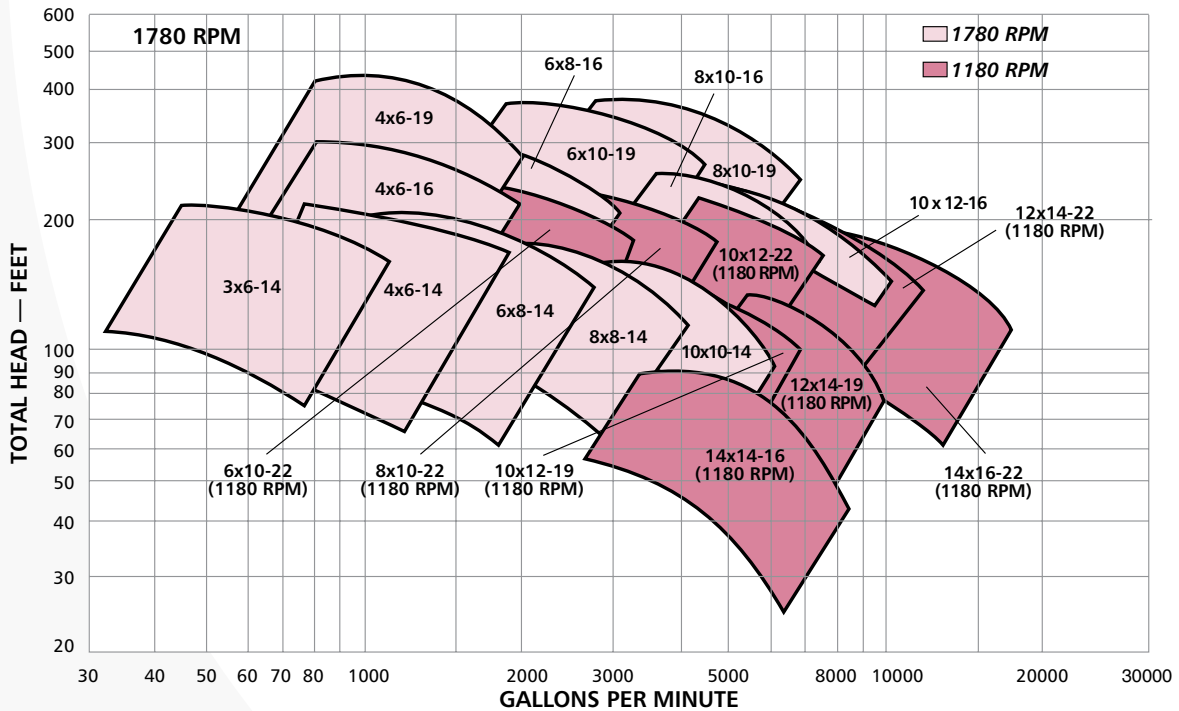 600
500
400
300
200
100
90
80
70
60
50
40
30
20
TOTAL HEAD — FEET
1780 RPM
1780 RPM
1180 RPM
6x8-16
8x10-16
4x6-19
6x10-19
8x10-19
4x6-16
10 x 12-16
12x14-22
(1180 RPM)
10x12-22
(1180 RPM)
3x6-14
4x6-14
6x8-14
8x8-14
10x10-14
12x14-19
(1180 RPM)
14x14-16
(1180 RPM)
6x10-22
(1180 RPM)
8x10-22
(1180 RPM)
10x12-19
(1180 RPM)
14x16-22
(1180 RPM)
30 40 50 60 70 80 1000 2000 3000 5000 8000 10000 20000 30000
GALLONS PER MINUTE